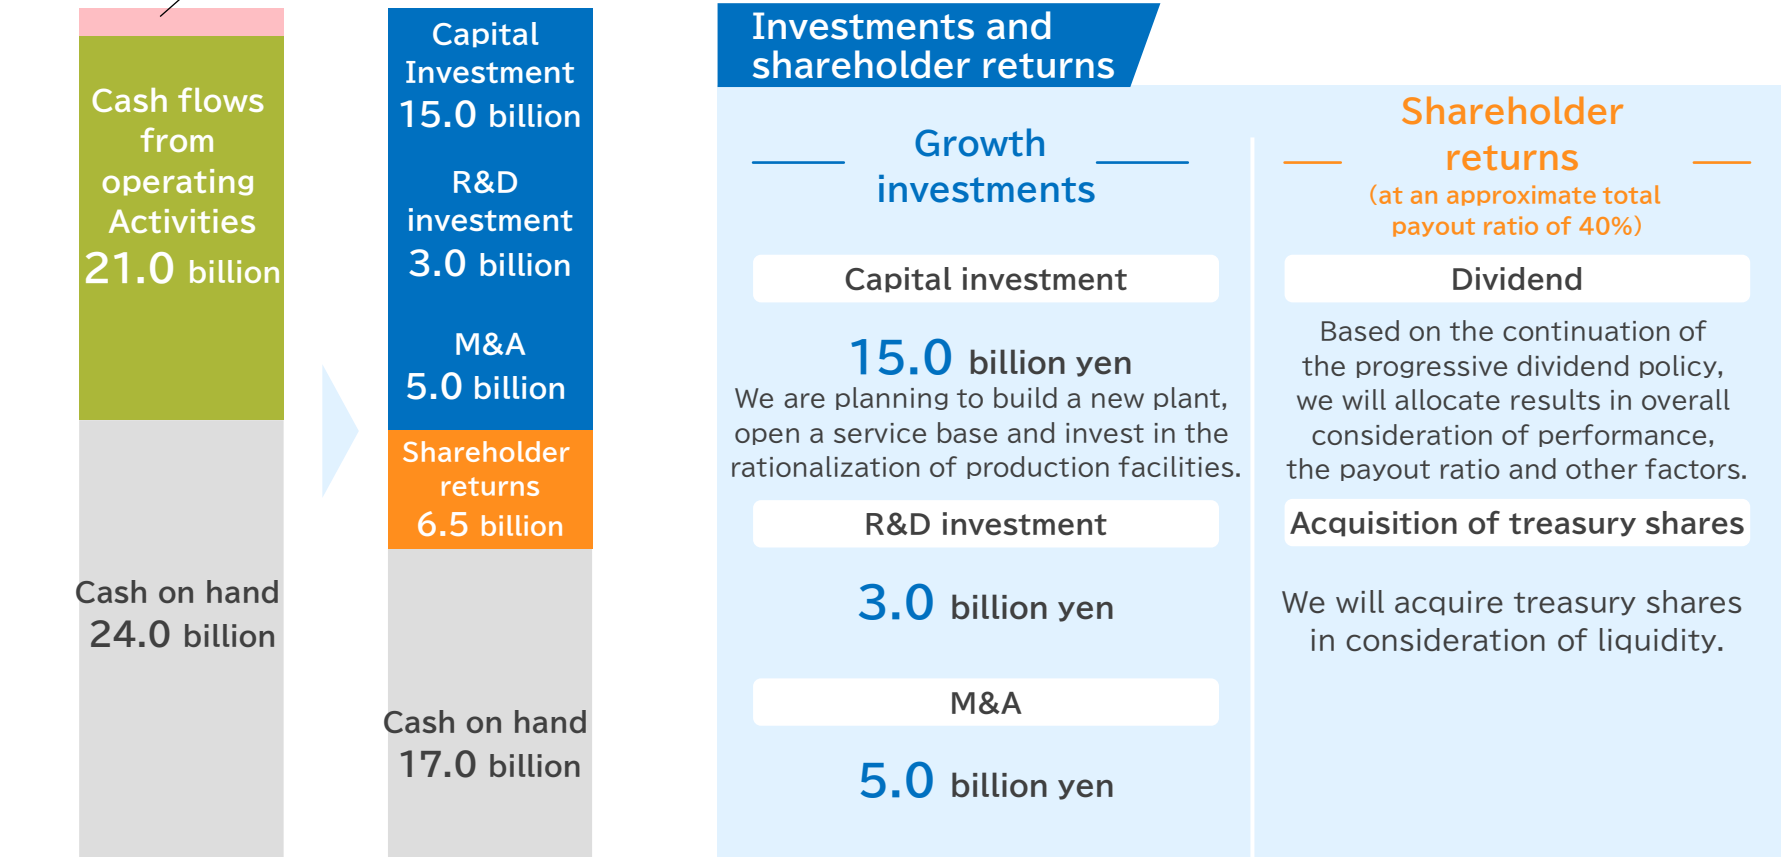 Cash flows
from
operating
Activities
21.0 billion
Cash on hand
24.0 billion
Capital
Investment
15.0 billion
R&D
investment
3.0 billion
M&A
5.0 billion
Shareholder
returns
6.5 billion
Cash on hand
17.0 billion
Investments and
shareholder returns
Growth
investments
Capital investment
15.0 billion yen
We are planning to build a new plant,
open a service base and invest in the
rationalization of production facilities.
R&D investment
3.0 billion yen
M&A
5.0 billion yen
Shareholder
returns
(at an approximate total
payout ratio of 40%)
Dividend
Based on the continuation of
the progressive dividend policy,
we will allocate results in overall
consideration of performance,
the payout ratio and other factors.
Acquisition of treasury shares
We will acquire treasury shares
in consideration of liquidity.